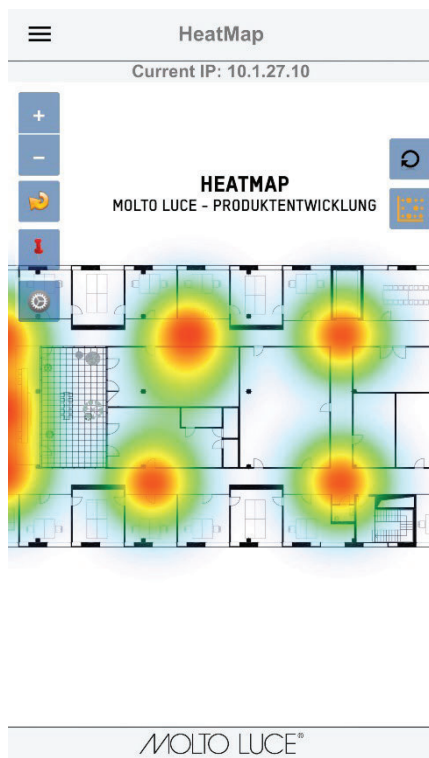 HeatMap
Current IP: 10.1.27.10
+
−
HEATMAP
MOLTO LUCE - PRODUKTENTWICKLUNG
MOLTO LUCE®